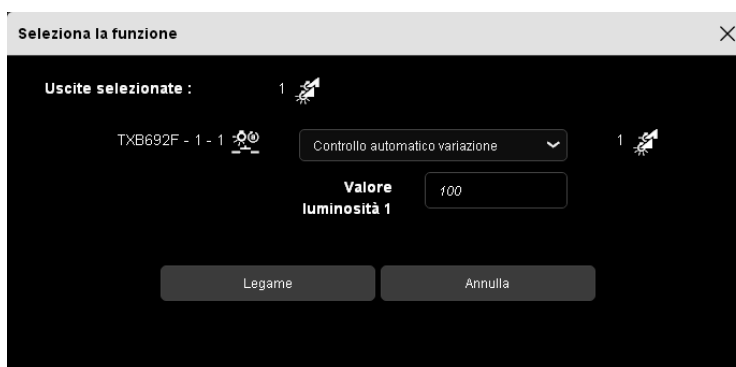 Seleziona la funzione
Uscite selezionate : 1
TXB692F - 1 - 1 Controllo automatico variazione 1
Valore 100
luminosità 1
Legame Annulla